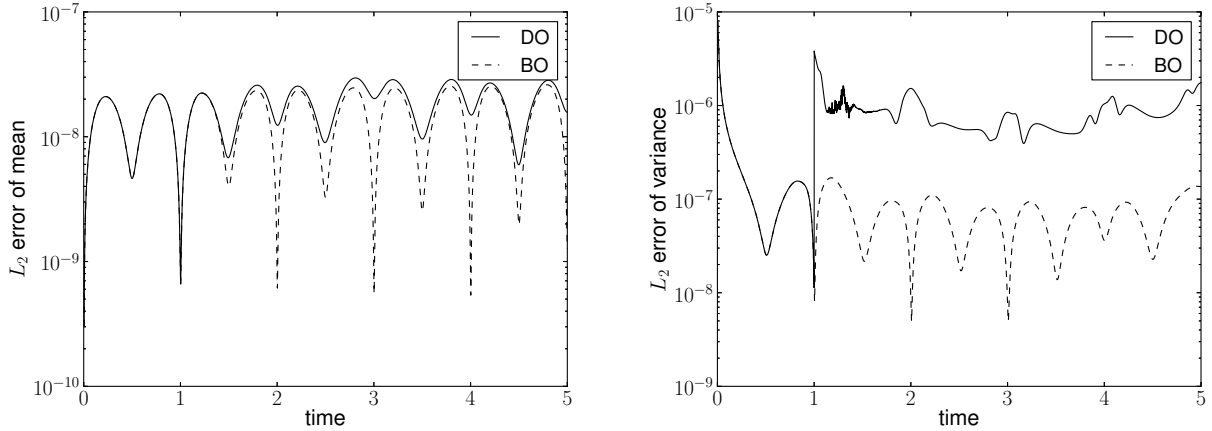 10^{-7}
10^{-8}
10^{-9}
10^{-10}
L_2 error of mean
DO
BO
0 1 2 3 4 5
time
10^{-5}
10^{-6}
10^{-7}
10^{-8}
10^{-9}
L_2 error of variance
DO
BO
0 1 2 3 4 5
time